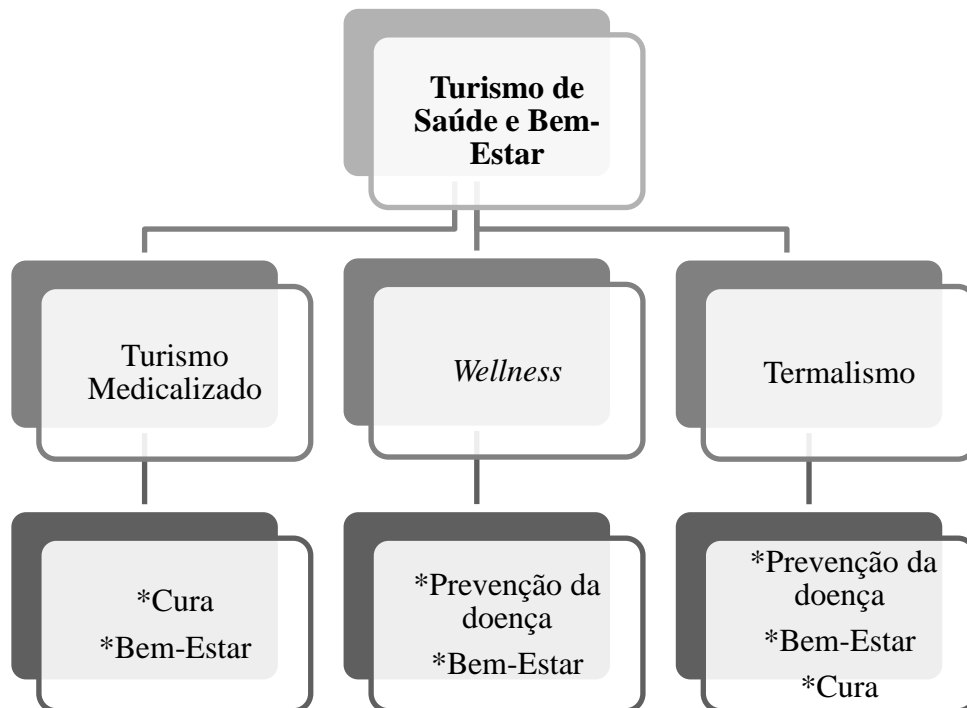 Turismo de
Saúde e Bem-
Estar
Turismo
Medicalizado
Wellness
Termalismo
*Cura
*Bem-Estar
*Prevenção da
doença
*Bem-Estar
*Prevenção da
doença
*Bem-Estar
*Cura